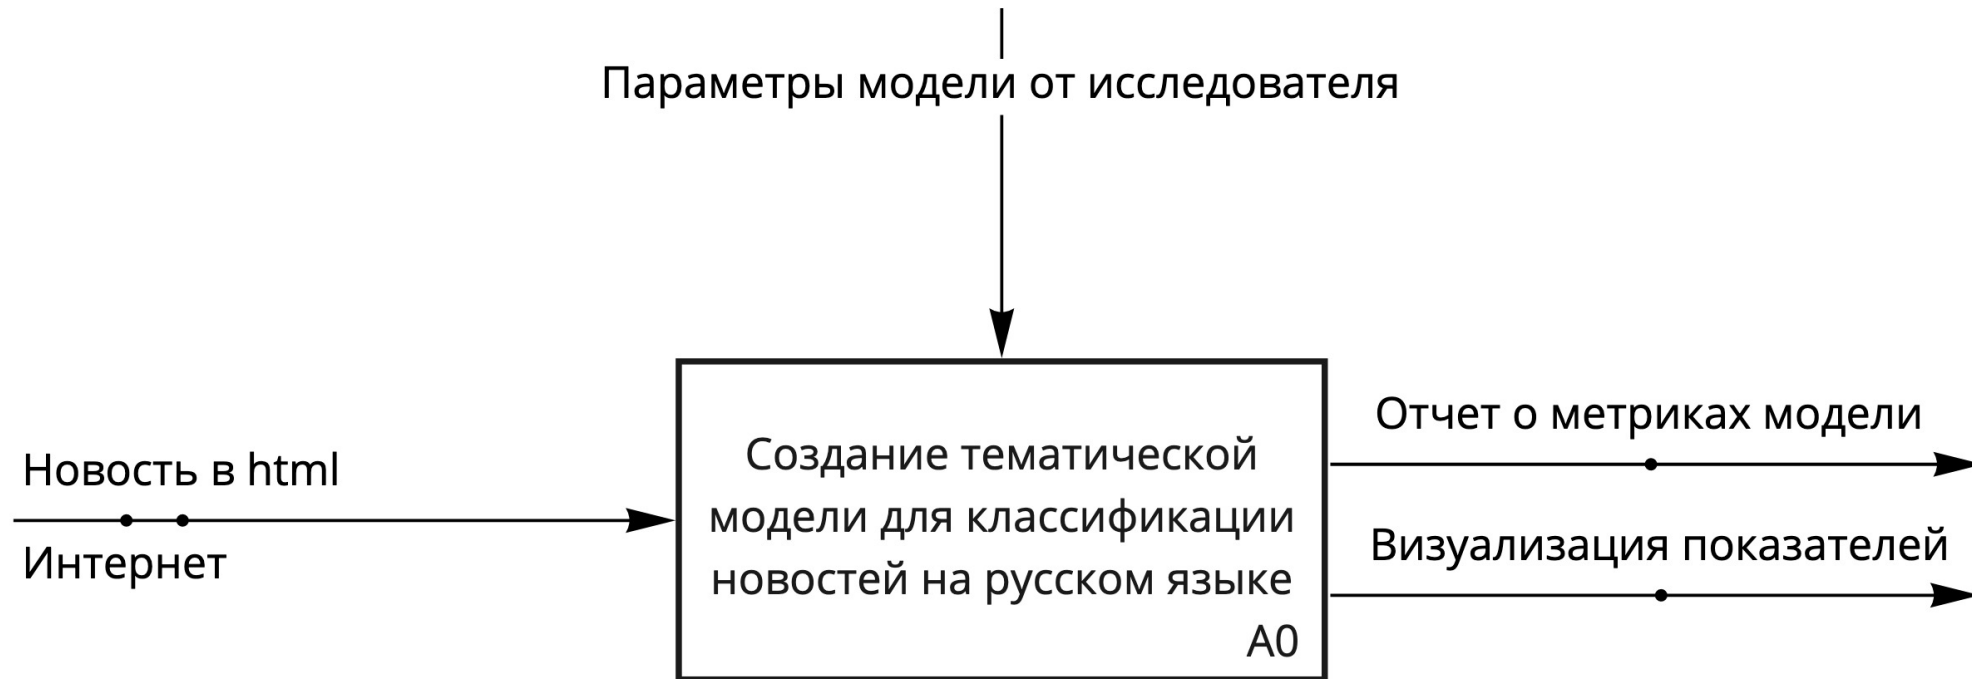 Параметры модели от исследователя
Новость в html
Интернет
Создание тематической
модели для классификации
новостей на русском языке
A0
Отчет о метриках модели
Визуализация показателей